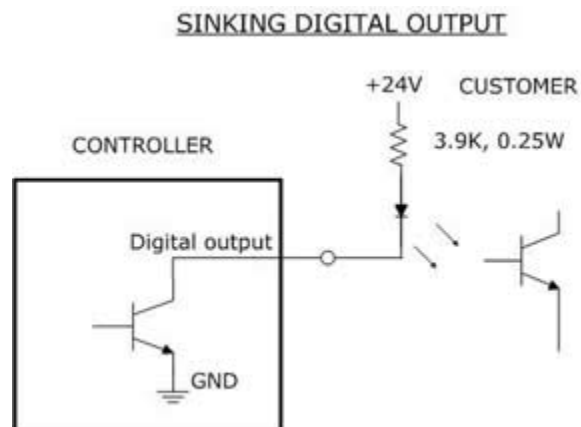 SINKING DIGITAL OUTPUT
+24V CUSTOMER
3.9K, 0.25W
CONTROLLER
Digital output
GND